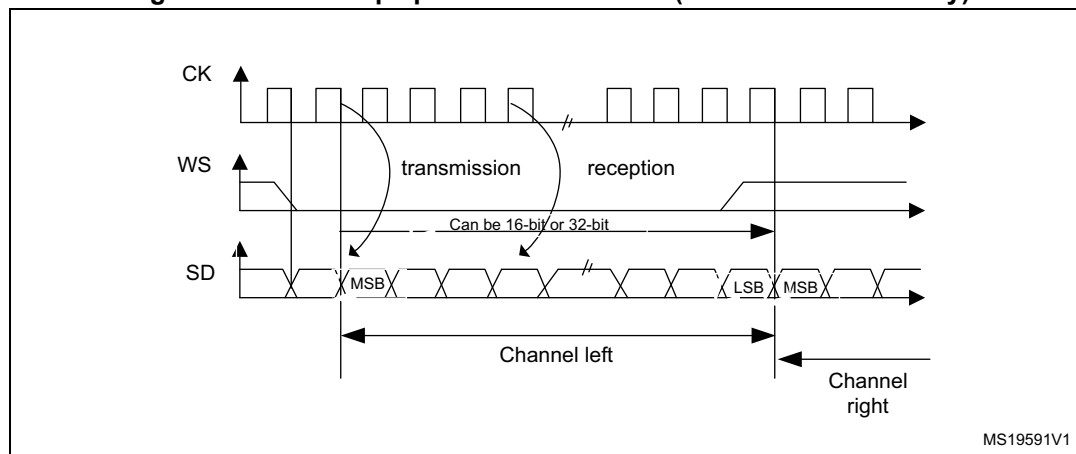 CK
WS
transmission
reception
Can be 16-bit or 32-bit
SD
MSB
LSB
MSB
Channel left
Channel
right
MS19591V1